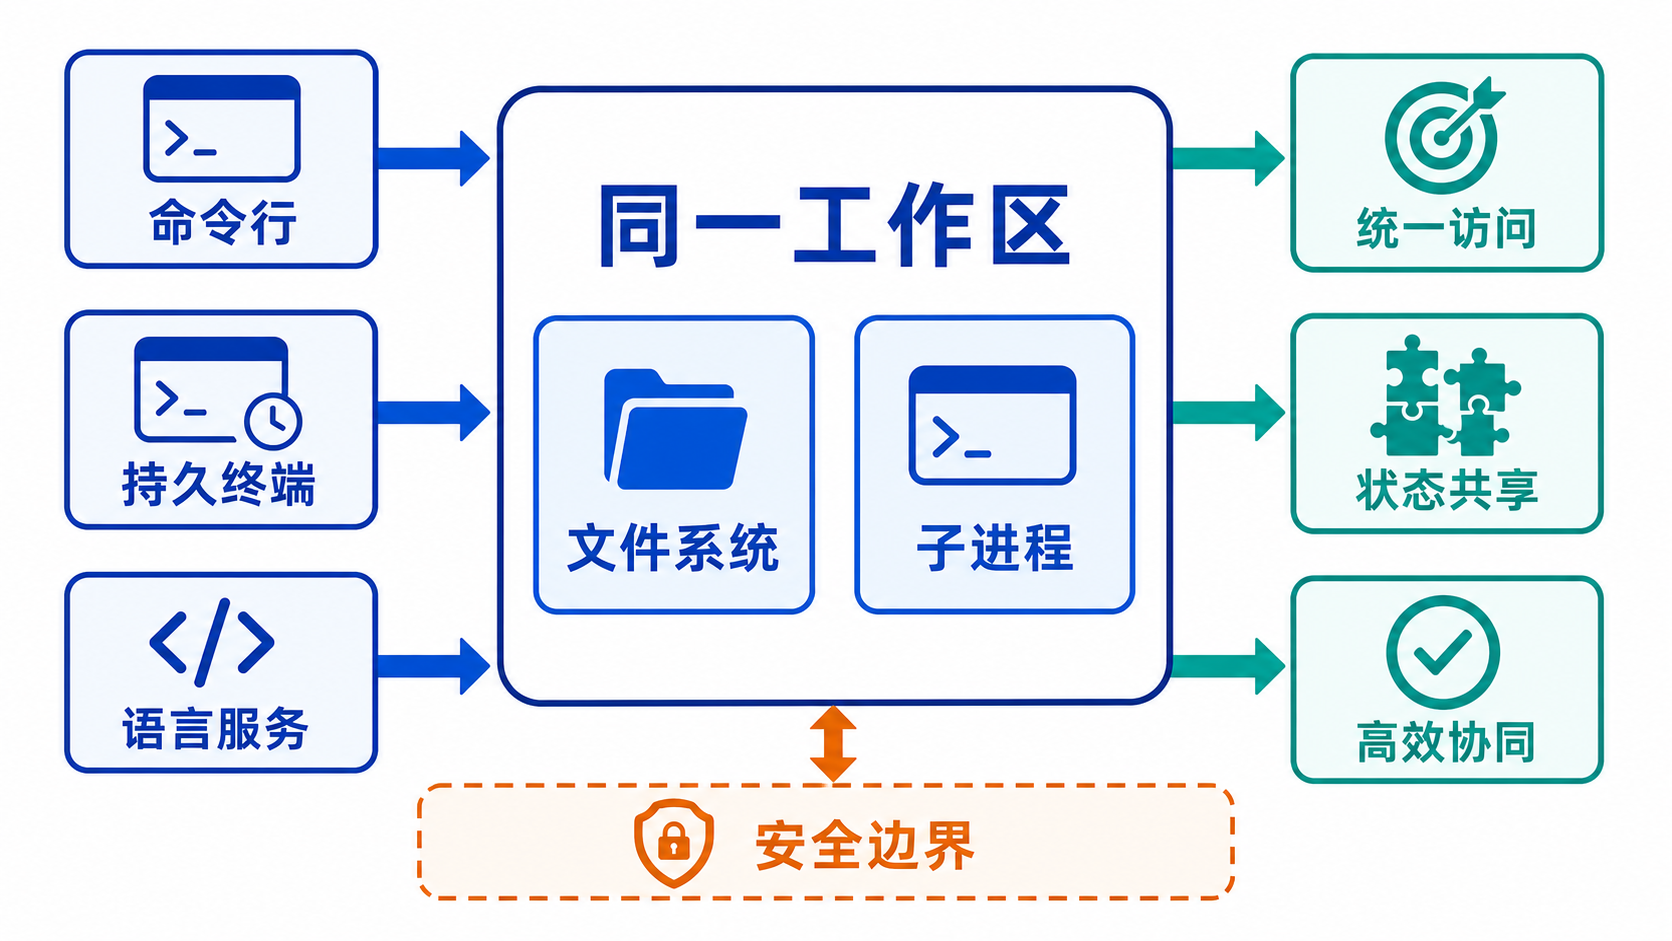 命令行
持久终端
语言服务
同一工作区
文件系统
子进程
安全边界
统一访问
状态共享
高效协同